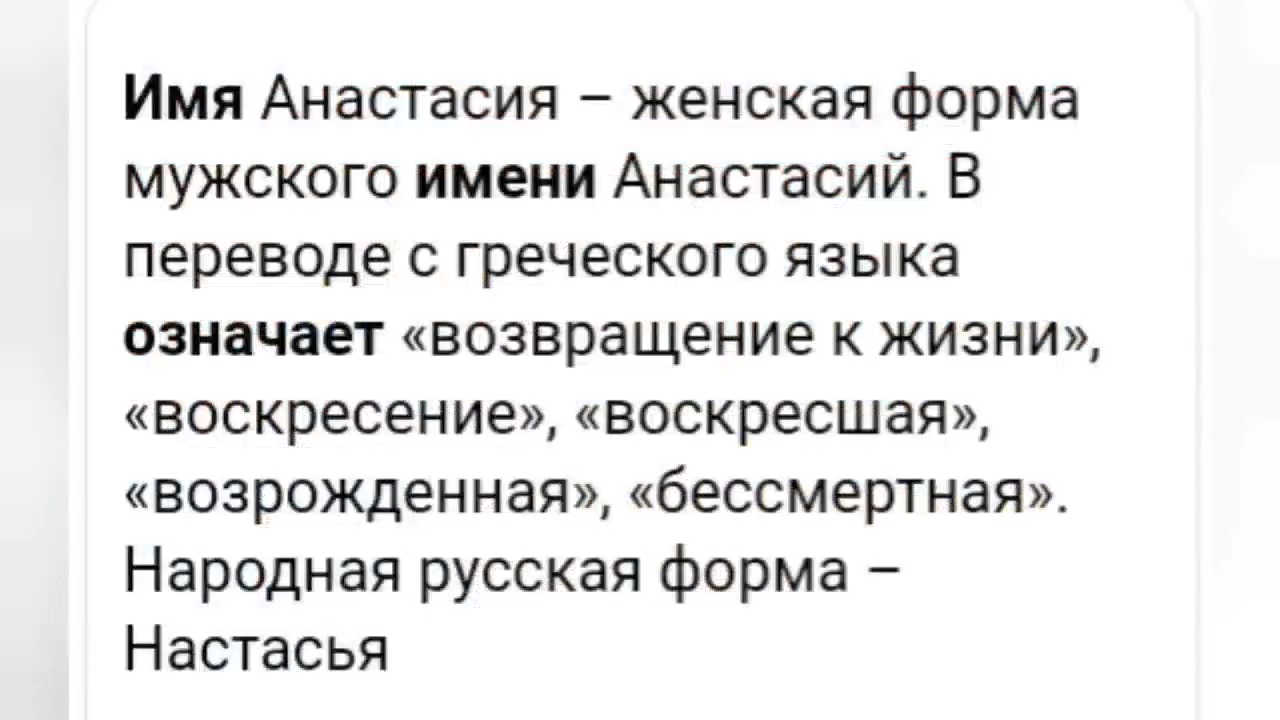 Имя Анастасия – женская форма
мужского имени Анастасий. В
переводе с греческого языка
означает «возвращение к жизни»,
«воскресение», «воскресшая»,
«возрожденная», «бессмертная».
Народная русская форма –
Настасья